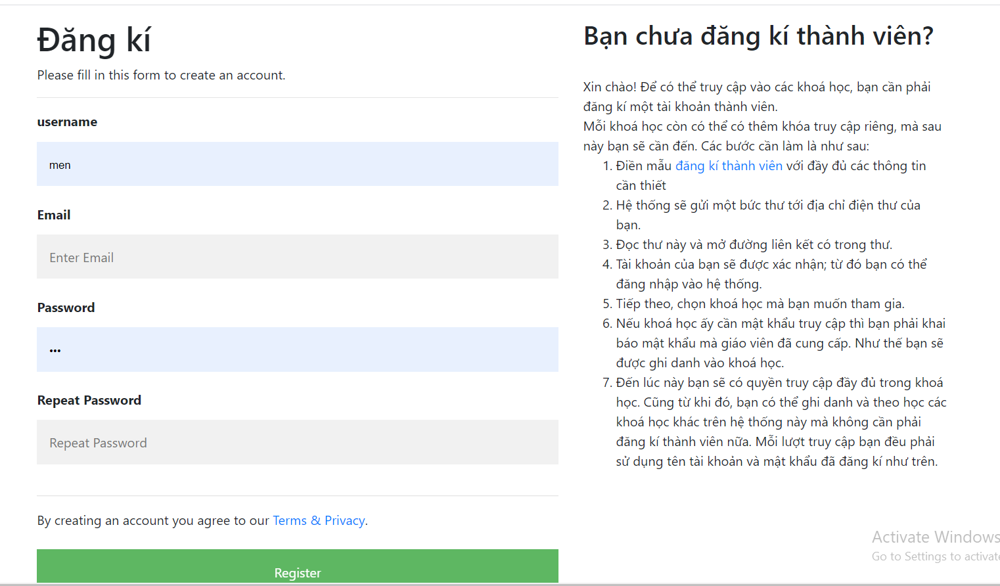 Đăng kí
Please fill in this form to create an account.
username
men
Email
Enter Email
Password
•••
Repeat Password
Repeat Password
By creating an account you agree to our Terms & Privacy.
Register
Bạn chưa đăng kí thành viên?
Xin chào! Để có thể truy cập vào các khoá học, bạn cần phải
đăng kí một tài khoản thành viên.
Mỗi khoá học còn có thể có thêm khóa truy cập riêng, mà sau
này bạn sẽ cần đến. Các bước cần làm là như sau:
1. Điền mẫu đăng kí thành viên với đầy đủ các thông tin
cần thiết
2. Hệ thống sẽ gửi một bức thư tới địa chỉ điện thư của
bạn.
3. Đọc thư này và mở đường liên kết có trong thư.
4. Tài khoản của bạn sẽ được xác nhận; từ đó bạn có thể
đăng nhập vào hệ thống.
5. Tiếp theo, chọn khoá học mà bạn muốn tham gia.
6. Nếu khoá học ấy cần mật khẩu truy cập thì bạn phải khai
báo mật khẩu mà giáo viên đã cung cấp. Như thế bạn sẽ
được ghi danh vào khoá học.
7. Đến lúc này bạn sẽ có quyền truy cập đầy đủ trong khoá
học. Cũng từ khi đó, bạn có thể ghi danh và theo học các
khoá học khác trên hệ thống này mà không cần phải
đăng kí thành viên nữa. Mỗi lượt truy cập bạn đều phải
sử dụng tên tài khoản và mật khẩu đã đăng kí như trên.
Activate Windows
Go to Settings to activate